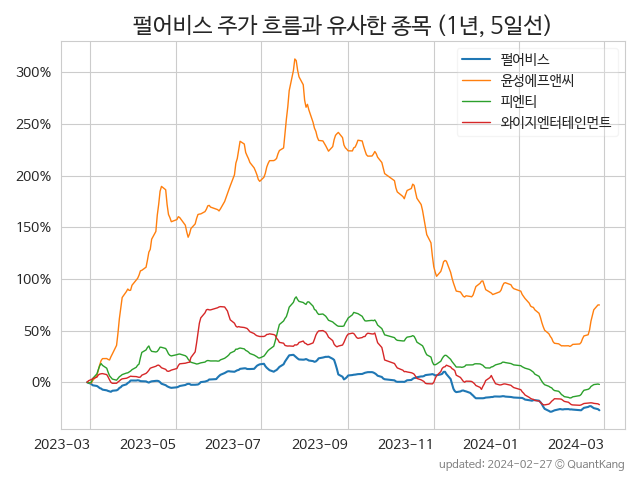 펄어비스 주가 흐름과 유사한 종목 (1년, 5일선)
펄어비스
윤성에프앤씨
피엔티
와이지엔터테인먼트
300%
250%
200%
150%
100%
50%
0%
2023-03 2023-05 2023-07 2023-09 2023-11 2024-01 2024-03
updated: 2024-02-27 © QuantKang